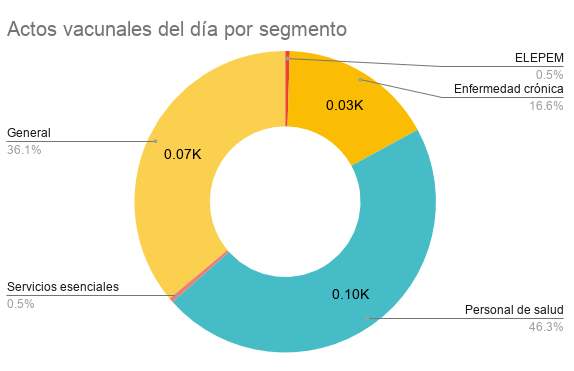 Actos vacunales del día por segmento
ELEPEM
0.5%
Enfermedad crónica
16.6%
0.03K
General
36.1%
0.07K
Servicios esenciales
0.5%
0.10K
Personal de salud
46.3%